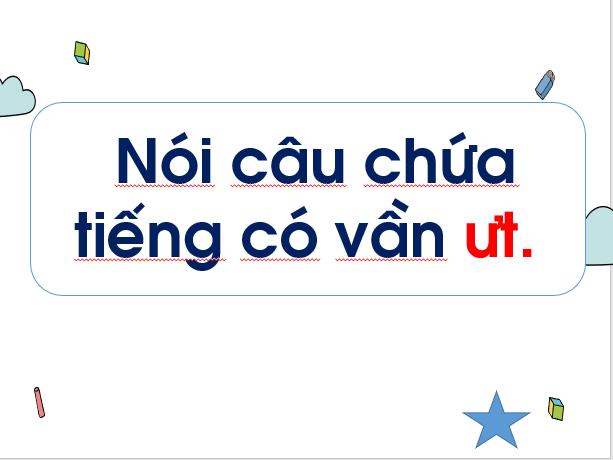 Nói câu chứa
tiếng có vần ưt.